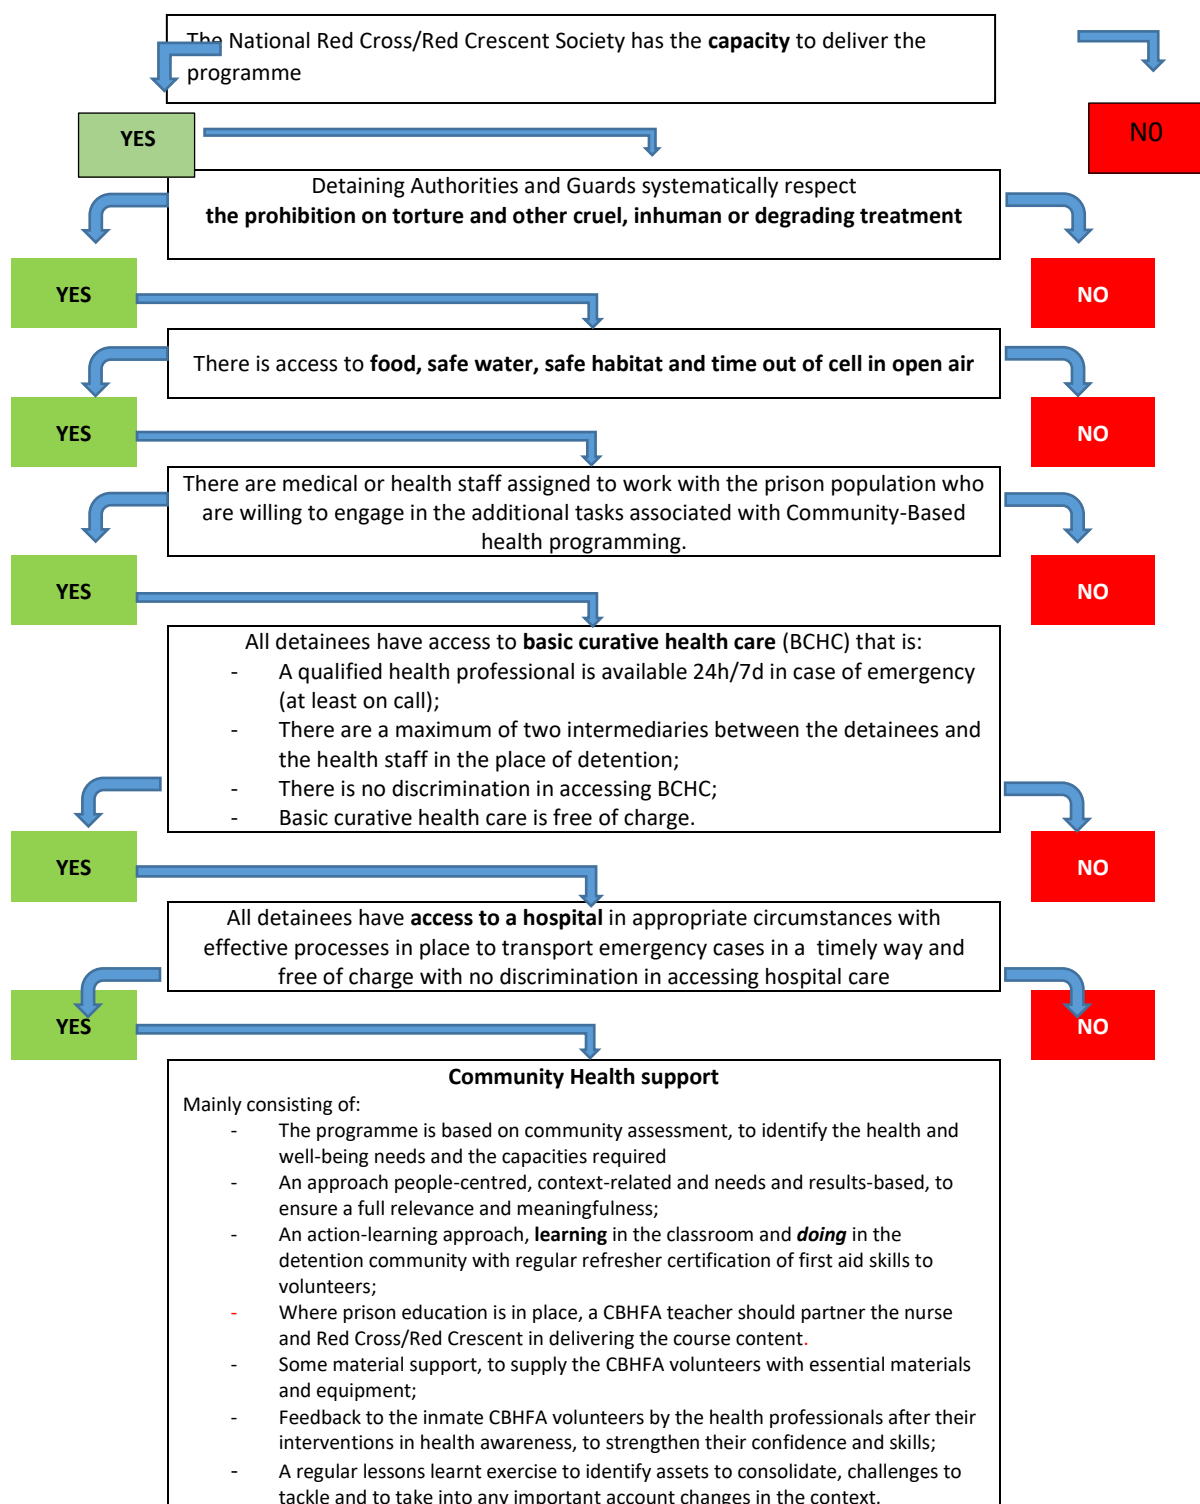 The National Red Cross/Red Crescent Society has the capacity to deliver the
programme
YES
N0
Detaining Authorities and Guards systematically respect
the prohibition on torture and other cruel, inhuman or degrading treatment
YES
NO
There is access to food, safe water, safe habitat and time out of cell in open air
YES
NO
There are medical or health staff assigned to work with the prison population who
are willing to engage in the additional tasks associated with Community-Based
health programming.
YES
NO
All detainees have access to basic curative health care (BCHC) that is:
- A qualified health professional is available 24h/7d in case of emergency
(at least on call);
- There are a maximum of two intermediaries between the detainees and
the health staff in the place of detention;
- There is no discrimination in accessing BCHC;
- Basic curative health care is free of charge.
YES
NO
All detainees have access to a hospital in appropriate circumstances with
effective processes in place to transport emergency cases in a timely way and
free of charge with no discrimination in accessing hospital care
YES
NO
Community Health support
Mainly consisting of:
- The programme is based on community assessment, to identify the health and
well-being needs and the capacities required
- An approach people-centred, context-related and needs and results-based, to
ensure a full relevance and meaningfulness;
- An action-learning approach, learning in the classroom and doing in the
detention community with regular refresher certification of first aid skills to
volunteers;
- Where prison education is in place, a CBHFA teacher should partner the nurse
and Red Cross/Red Crescent in delivering the course content.
- Some material support, to supply the CBHFA volunteers with essential materials
and equipment;
- Feedback to the inmate CBHFA volunteers by the health professionals after their
interventions in health awareness, to strengthen their confidence and skills;
- A regular lessons learnt exercise to identify assets to consolidate, challenges to
tackle and to take into any important account changes in the context.